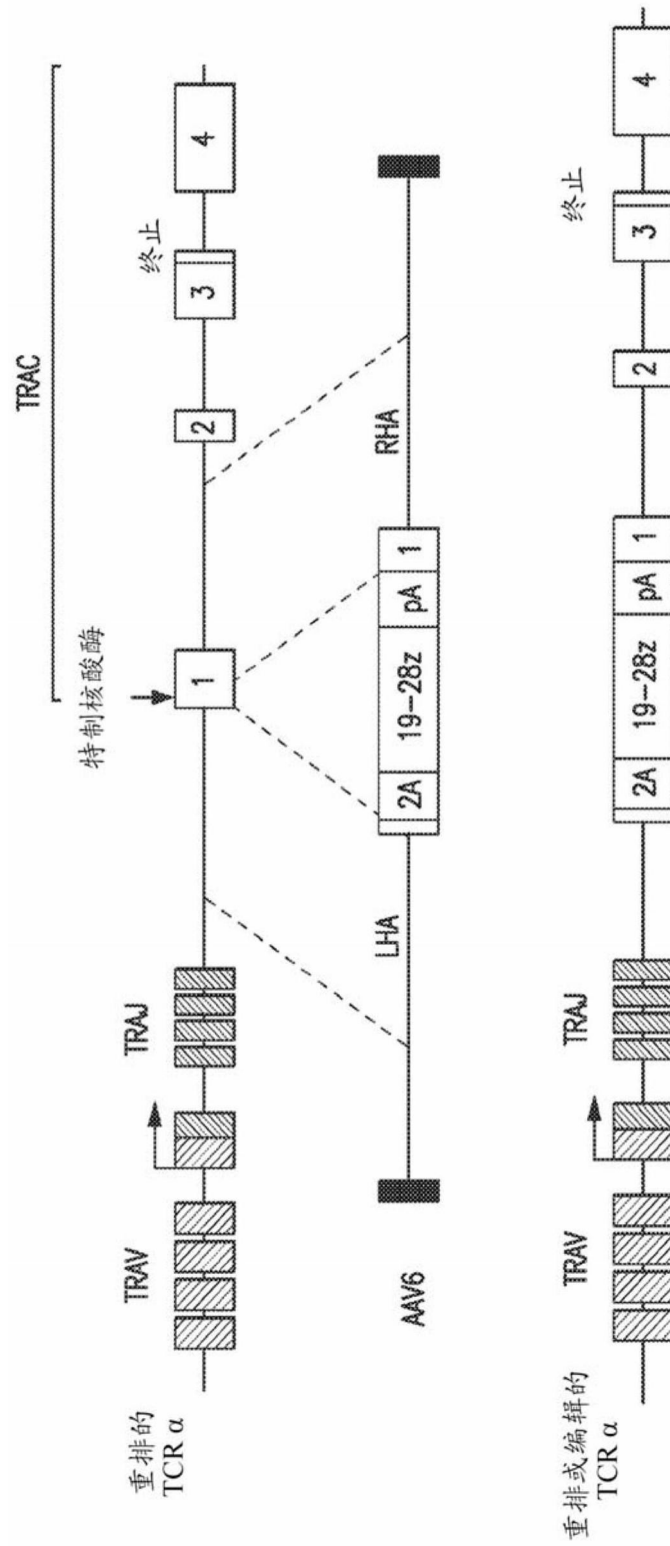 TRAC
重排的
TCR α
TRAV
TRAJ
特制核酸酶
1
2
3
终止
4
AAV6
LHA
2A
19-28z
pA
1
RHA
重排或编辑的
TCR α
TRAV
TRAJ
2A
19-28z
pA
1
2
3
终止
4